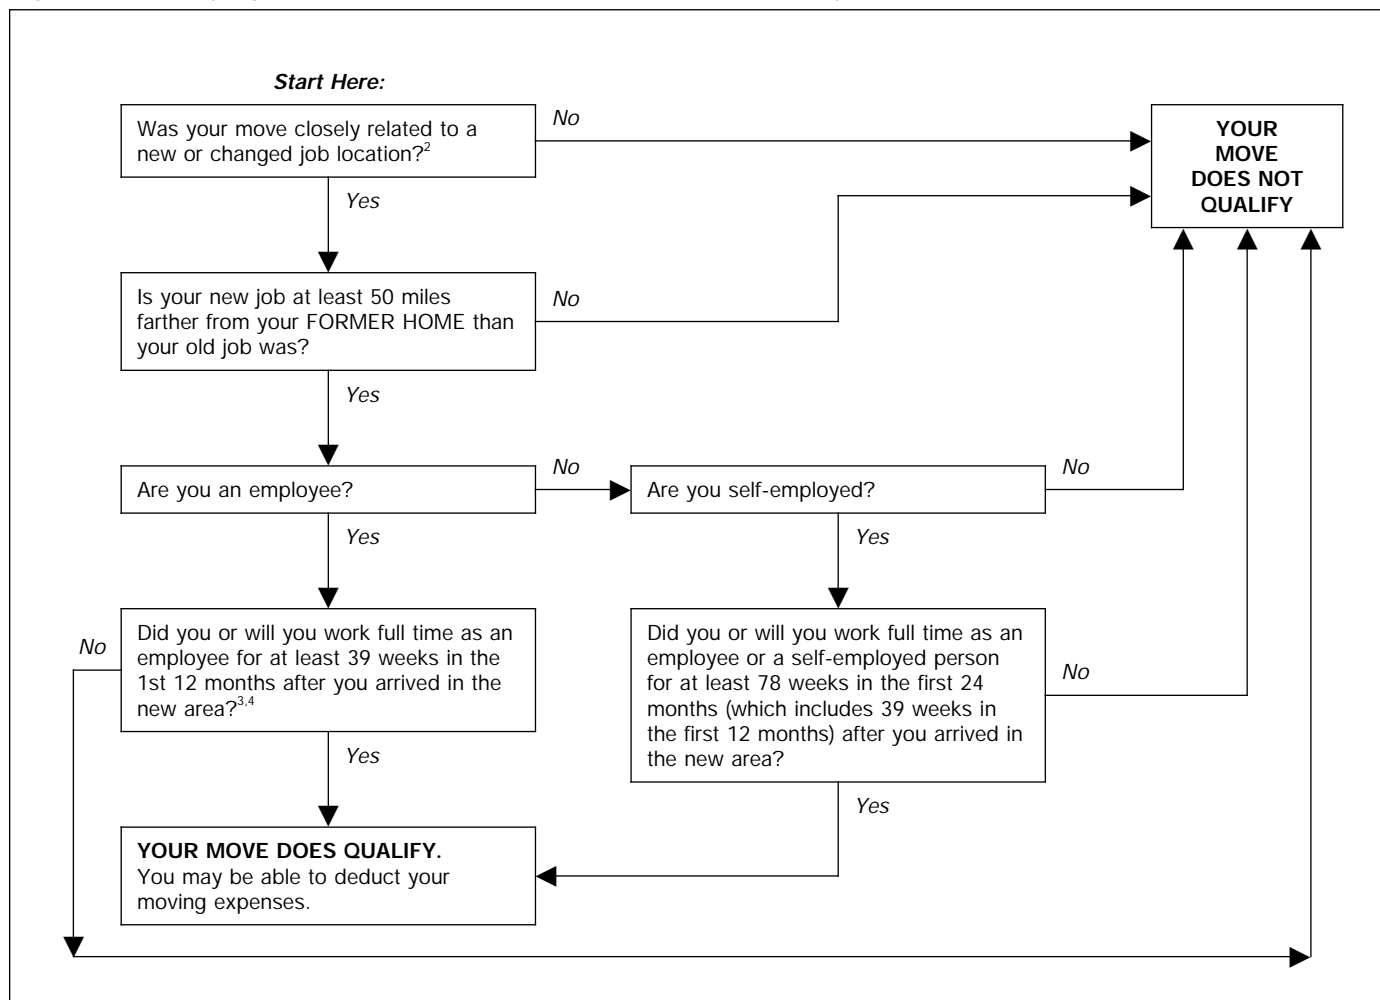 Start Here:
Was your move closely related to a
new or changed job location?2
No
YOUR
MOVE
DOES NOT
QUALIFY
Yes
Is your new job at least 50 miles
farther from your FORMER HOME than
your old job was?
No
Yes
Are you an employee?
No
Are you self-employed?
No
Yes
Yes
No
Did you or will you work full time as an
employee for at least 39 weeks in the
1st 12 months after you arrived in the
new area?3,4
Did you or will you work full time as an
employee or a self-employed person
for at least 78 weeks in the first 24
months (which includes 39 weeks in
the first 12 months) after you arrived in
the new area?
No
Yes
Yes
YOUR MOVE DOES QUALIFY.
You may be able to deduct your
moving expenses.